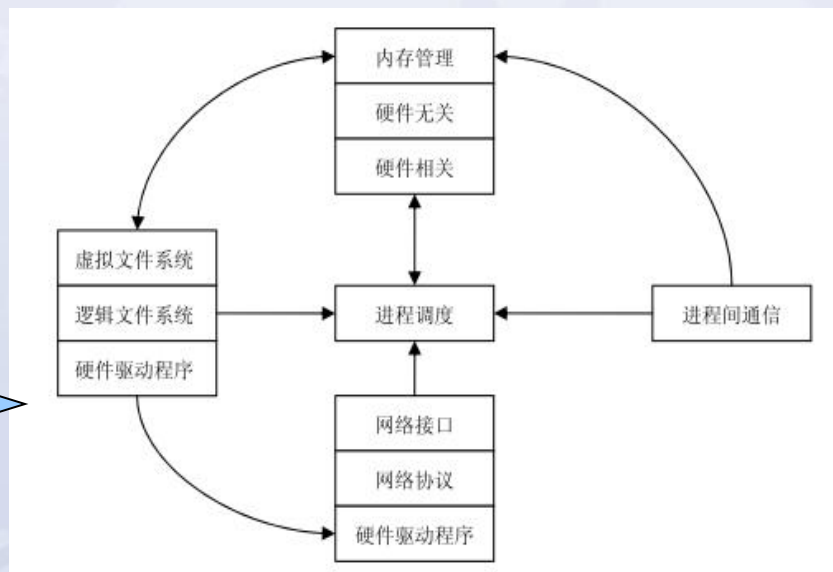 内存管理
硬件无关
硬件相关
虚拟文件系统
逻辑文件系统
硬件驱动程序
进程调度
进程间通信
网络接口
网络协议
硬件驱动程序